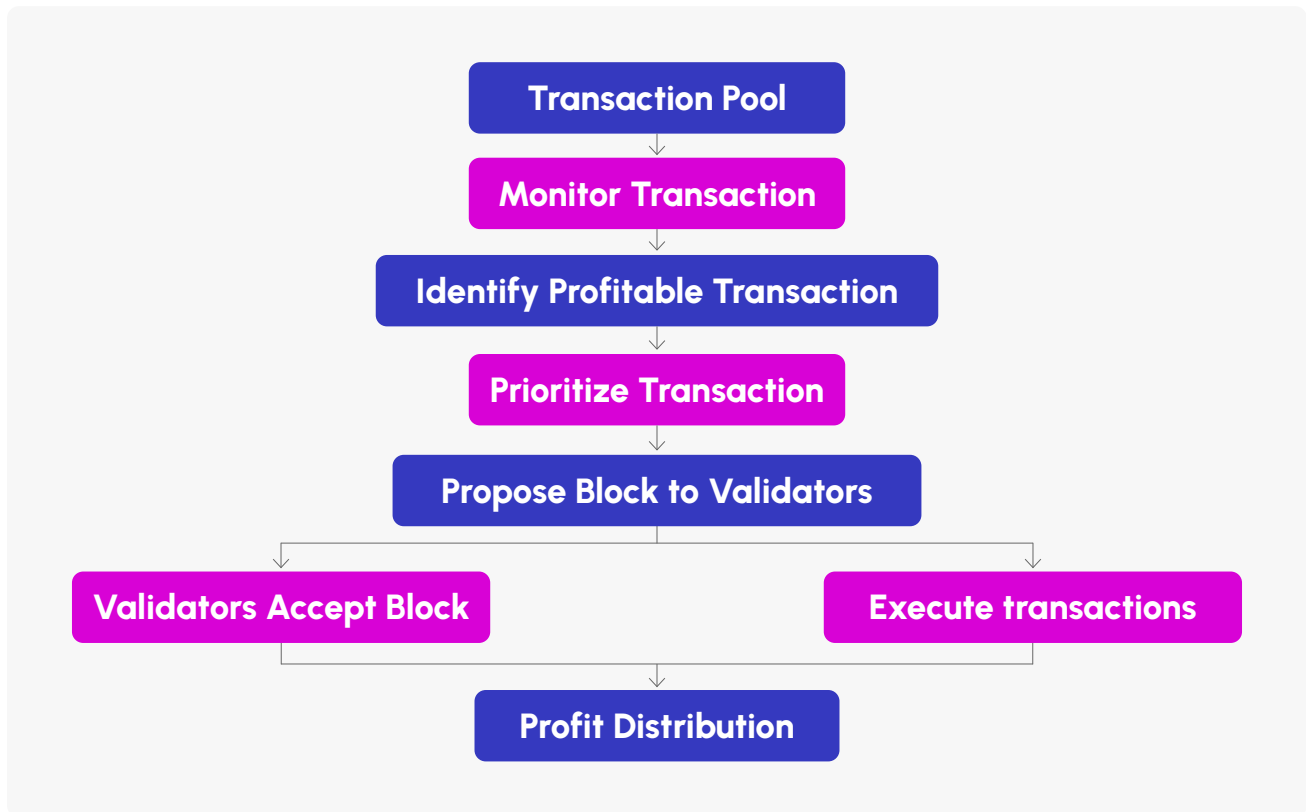 Transaction Pool
Monitor Transaction
Identify Profitable Transaction
Prioritize Transaction
Propose Block to Validators
Validators Accept Block
Execute transactions
Profit Distribution